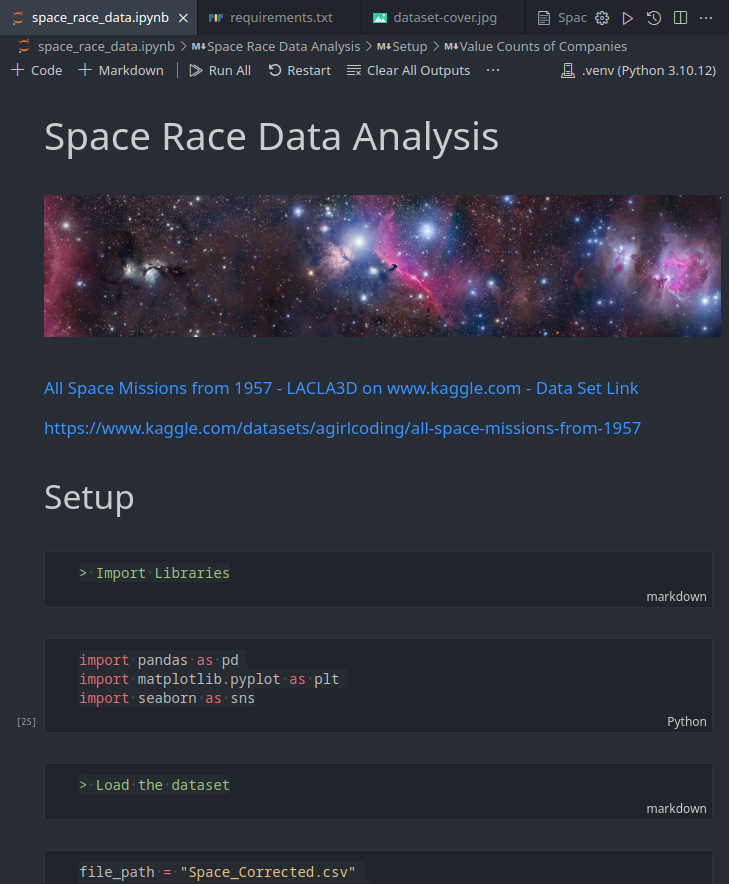 space_race_data.ipynb requirements.txt dataset-cover.jpg Spac
space_race_data.ipynb > M↓Space Race Data Analysis > M↓Setup > M↓Value Counts of Companies
+ Code + Markdown Run All Restart Clear All Outputs ··· .venv (Python 3.10.12)
Space Race Data Analysis
All Space Missions from 1957 - LACLA3D on www.kaggle.com - Data Set Link
https://www.kaggle.com/datasets/agirlcoding/all-space-missions-from-1957
Setup
> Import Libraries
markdown
import pandas as pd
import matplotlib.pyplot as plt
import seaborn as sns
[25] Python
> Load the dataset
markdown
file_path = "Space_Corrected.csv"